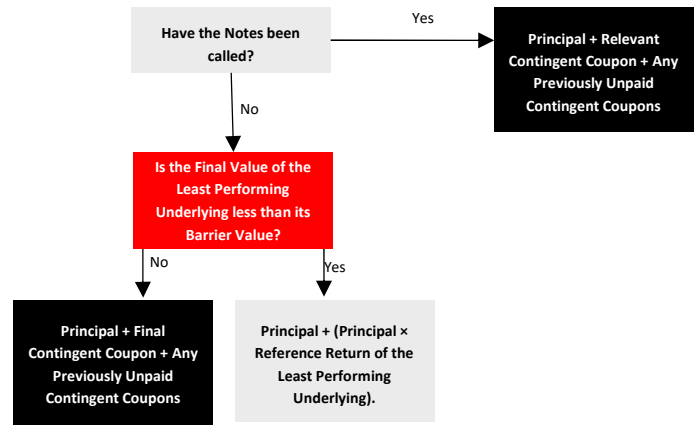 Have the Notes been
called?
Yes
Principal + Relevant
Contingent Coupon + Any
Previously Unpaid
Contingent Coupons
No
Is the Final Value of the
Least Performing
Underlying less than its
Barrier Value?
No
Yes
Principal + Final
Contingent Coupon + Any
Previously Unpaid
Contingent Coupons
Principal + (Principal ×
Reference Return of the
Least Performing
Underlying).